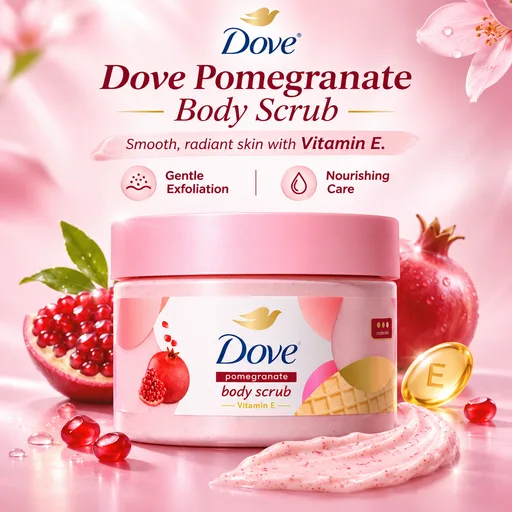 Dove®
Dove Pomegranate
Body Scrub
Smooth, radiant skin with Vitamin E.
Gentle
Exfoliation
Nourishing
Care
Dove®
pomegranate
body scrub
Vitamin E
E